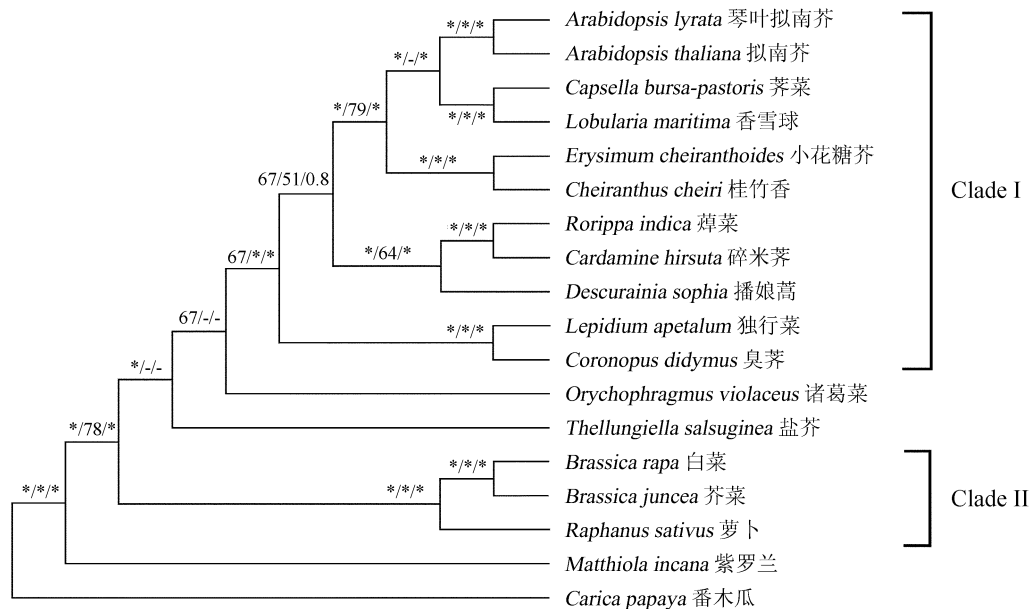 */*/* Arabidopsis lyrata 琴叶拟南芥
*/-/* Arabidopsis thaliana 拟南芥
Capsella bursa-pastoris 荠菜
*/79/* */*/* Lobularia maritima 香雪球 
*/*/* Erysimum cheiranthoides 小花糖芥
67/51/0.8 Cheiranthus cheiri 桂竹香 Clade I
*/*/* Rorippa indica 蔊菜
67/*/* */64/* Cardamine hirsuta 碎米荠
Descurainia sophia 播娘蒿
67/-/- */*/* Lepidium apetalum 独行菜
*/-/- Coronopus didymus 臭荠
Orychophragmus violaceus 诸葛菜
*/78/* Thellungiella salsuginea 盐芥
*/*/* Brassica rapa 白菜
*/*/* */*/* Brassica juncea 芥菜 Clade II
Raphanus sativus 萝卜
Matthiola incana 紫罗兰
Carica papaya 番木瓜